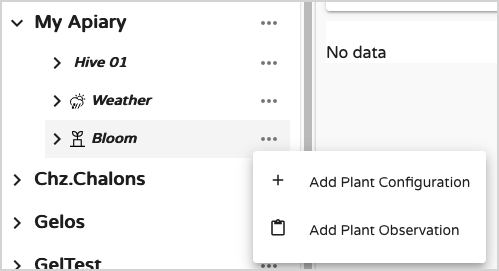 My Apiary
Hive 01
Weather
Bloom
Chz.Chalons
Gelos
GelTest
No data
Add Plant Configuration
Add Plant Observation